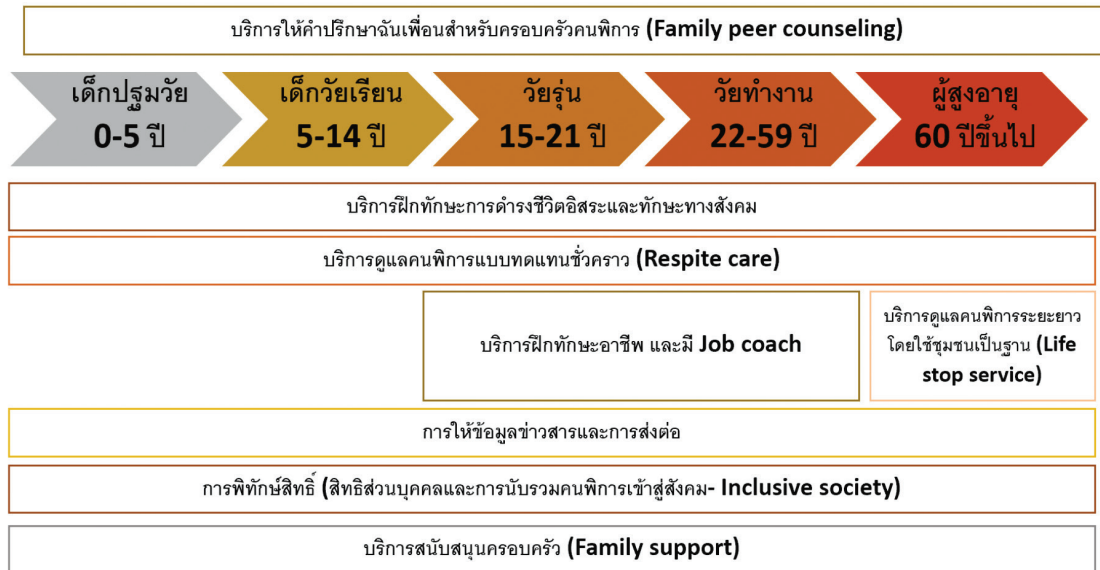 บริการให้คำปรึกษาฉันเพื่อนสำหรับครอบครัวคนพิการ (Family peer counseling)
เด็กปฐมวัย
0-5 ปี
เด็กวัยเรียน
5-14 ปี
วัยรุ่น
15-21 ปี
วัยทำงาน
22-59 ปี
ผู้สูงอายุ
60 ปีขึ้นไป
บริการฝึกทักษะการดำรงชีวิตอิสระและทักษะทางสังคม
บริการดูแลคนพิการแบบทดแทนชั่วคราว (Respite care)
บริการฝึกทักษะอาชีพ และมี Job coach
บริการดูแลคนพิการระยะยาว
โดยใช้ชุมชนเป็นฐาน (Life
stop service)
การให้ข้อมูลข่าวสารและการส่งต่อ
การพิทักษ์สิทธิ์ (สิทธิส่วนบุคคลและการนับรวมคนพิการเข้าสู่สังคม- Inclusive society)
บริการสนับสนุนครอบครัว (Family support)